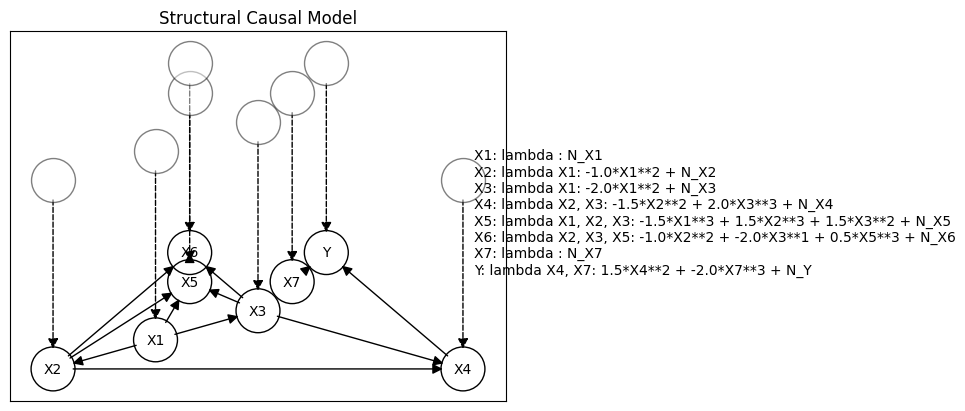 Structural Causal Model
X1: lambda : N_X1
X2: lambda X1: -1.0*X1**2 + N_X2
X3: lambda X1: -2.0*X1**2 + N_X3
X4: lambda X2, X3: -1.5*X2**2 + 2.0*X3**3 + N_X4
X5: lambda X1, X2, X3: -1.5*X1**3 + 1.5*X2**3 + 1.5*X3**2 + N_X5
X6: lambda X2, X3, X5: -1.0*X2**2 + -2.0*X3**1 + 0.5*X5**3 + N_X6
X7: lambda : N_X7
Y: lambda X4, X7: 1.5*X4**2 + -2.0*X7**3 + N_Y
X6
Y
X5
X7
X3
X1
X2
X4